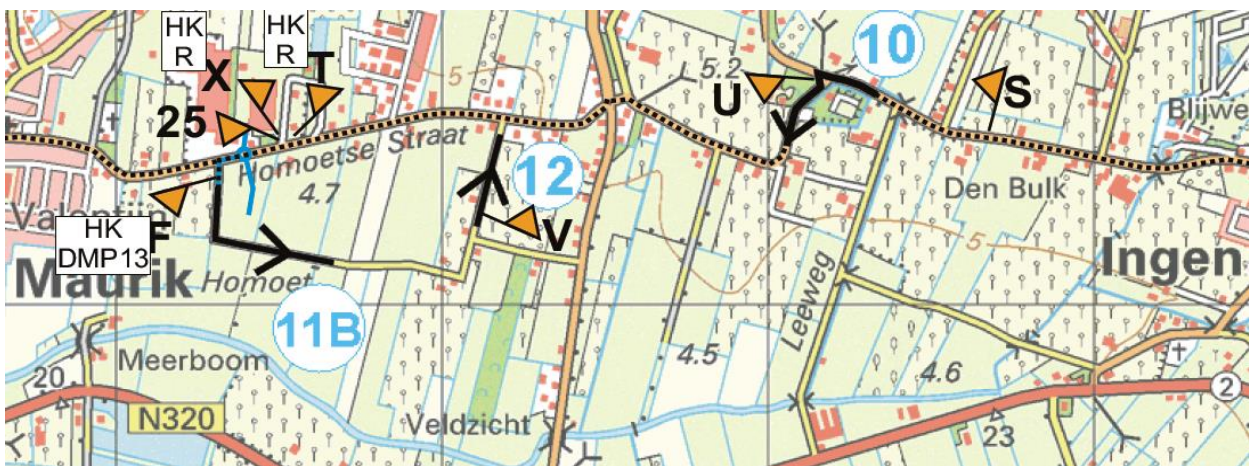 HK
R
HK
R
X
T
25
5
5.2
10
U
S
Blijwe
Homoetse Straat
12
4.7
Den Bulk
V
HK
DMP13
F
Maurik
Homoet
5
Ingen
Leeweg
11B
4.5
4.6
Meerboom
20
N320
Veldzicht
23
2